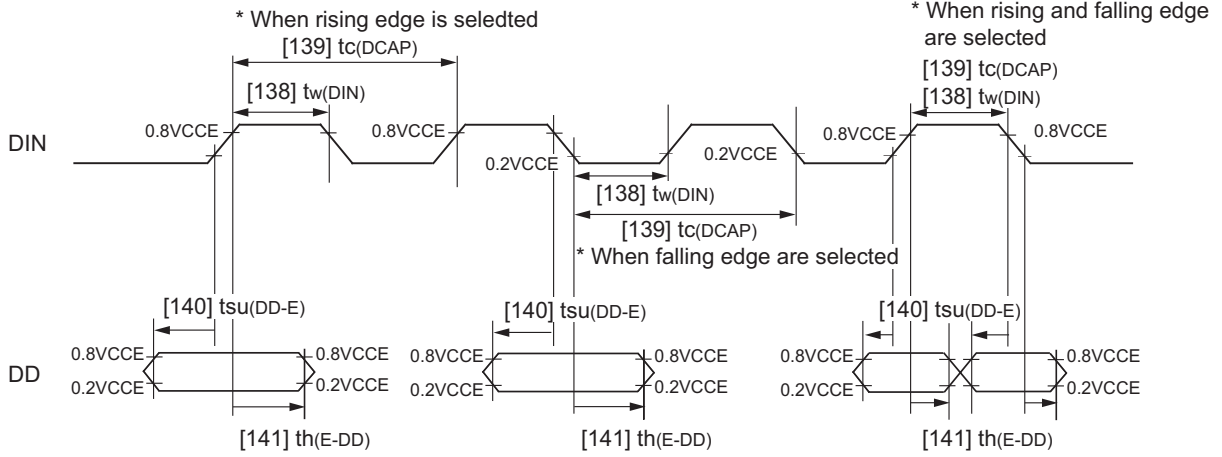 * When rising edge is seledted
* When rising and falling edge
are selected
[139] tc(DCAP)
[139] tc(DCAP)
[138] tw(DIN)
[138] tw(DIN)
DIN
0.8VCCE
0.8VCCE
0.8VCCE
0.8VCCE
0.2VCCE
0.2VCCE
[138] tw(DIN)
[139] tc(DCAP)
* When falling edge are selected
[140] tsu(DD-E)
[140] tsu(DD-E)
[140] tsu(DD-E)
DD
0.8VCCE
0.8VCCE
0.8VCCE
0.8VCCE
0.8VCCE
0.8VCCE
0.2VCCE
0.2VCCE
0.2VCCE
0.2VCCE
0.2VCCE
0.2VCCE
[141] th(E-DD)
[141] th(E-DD)
[141] th(E-DD)